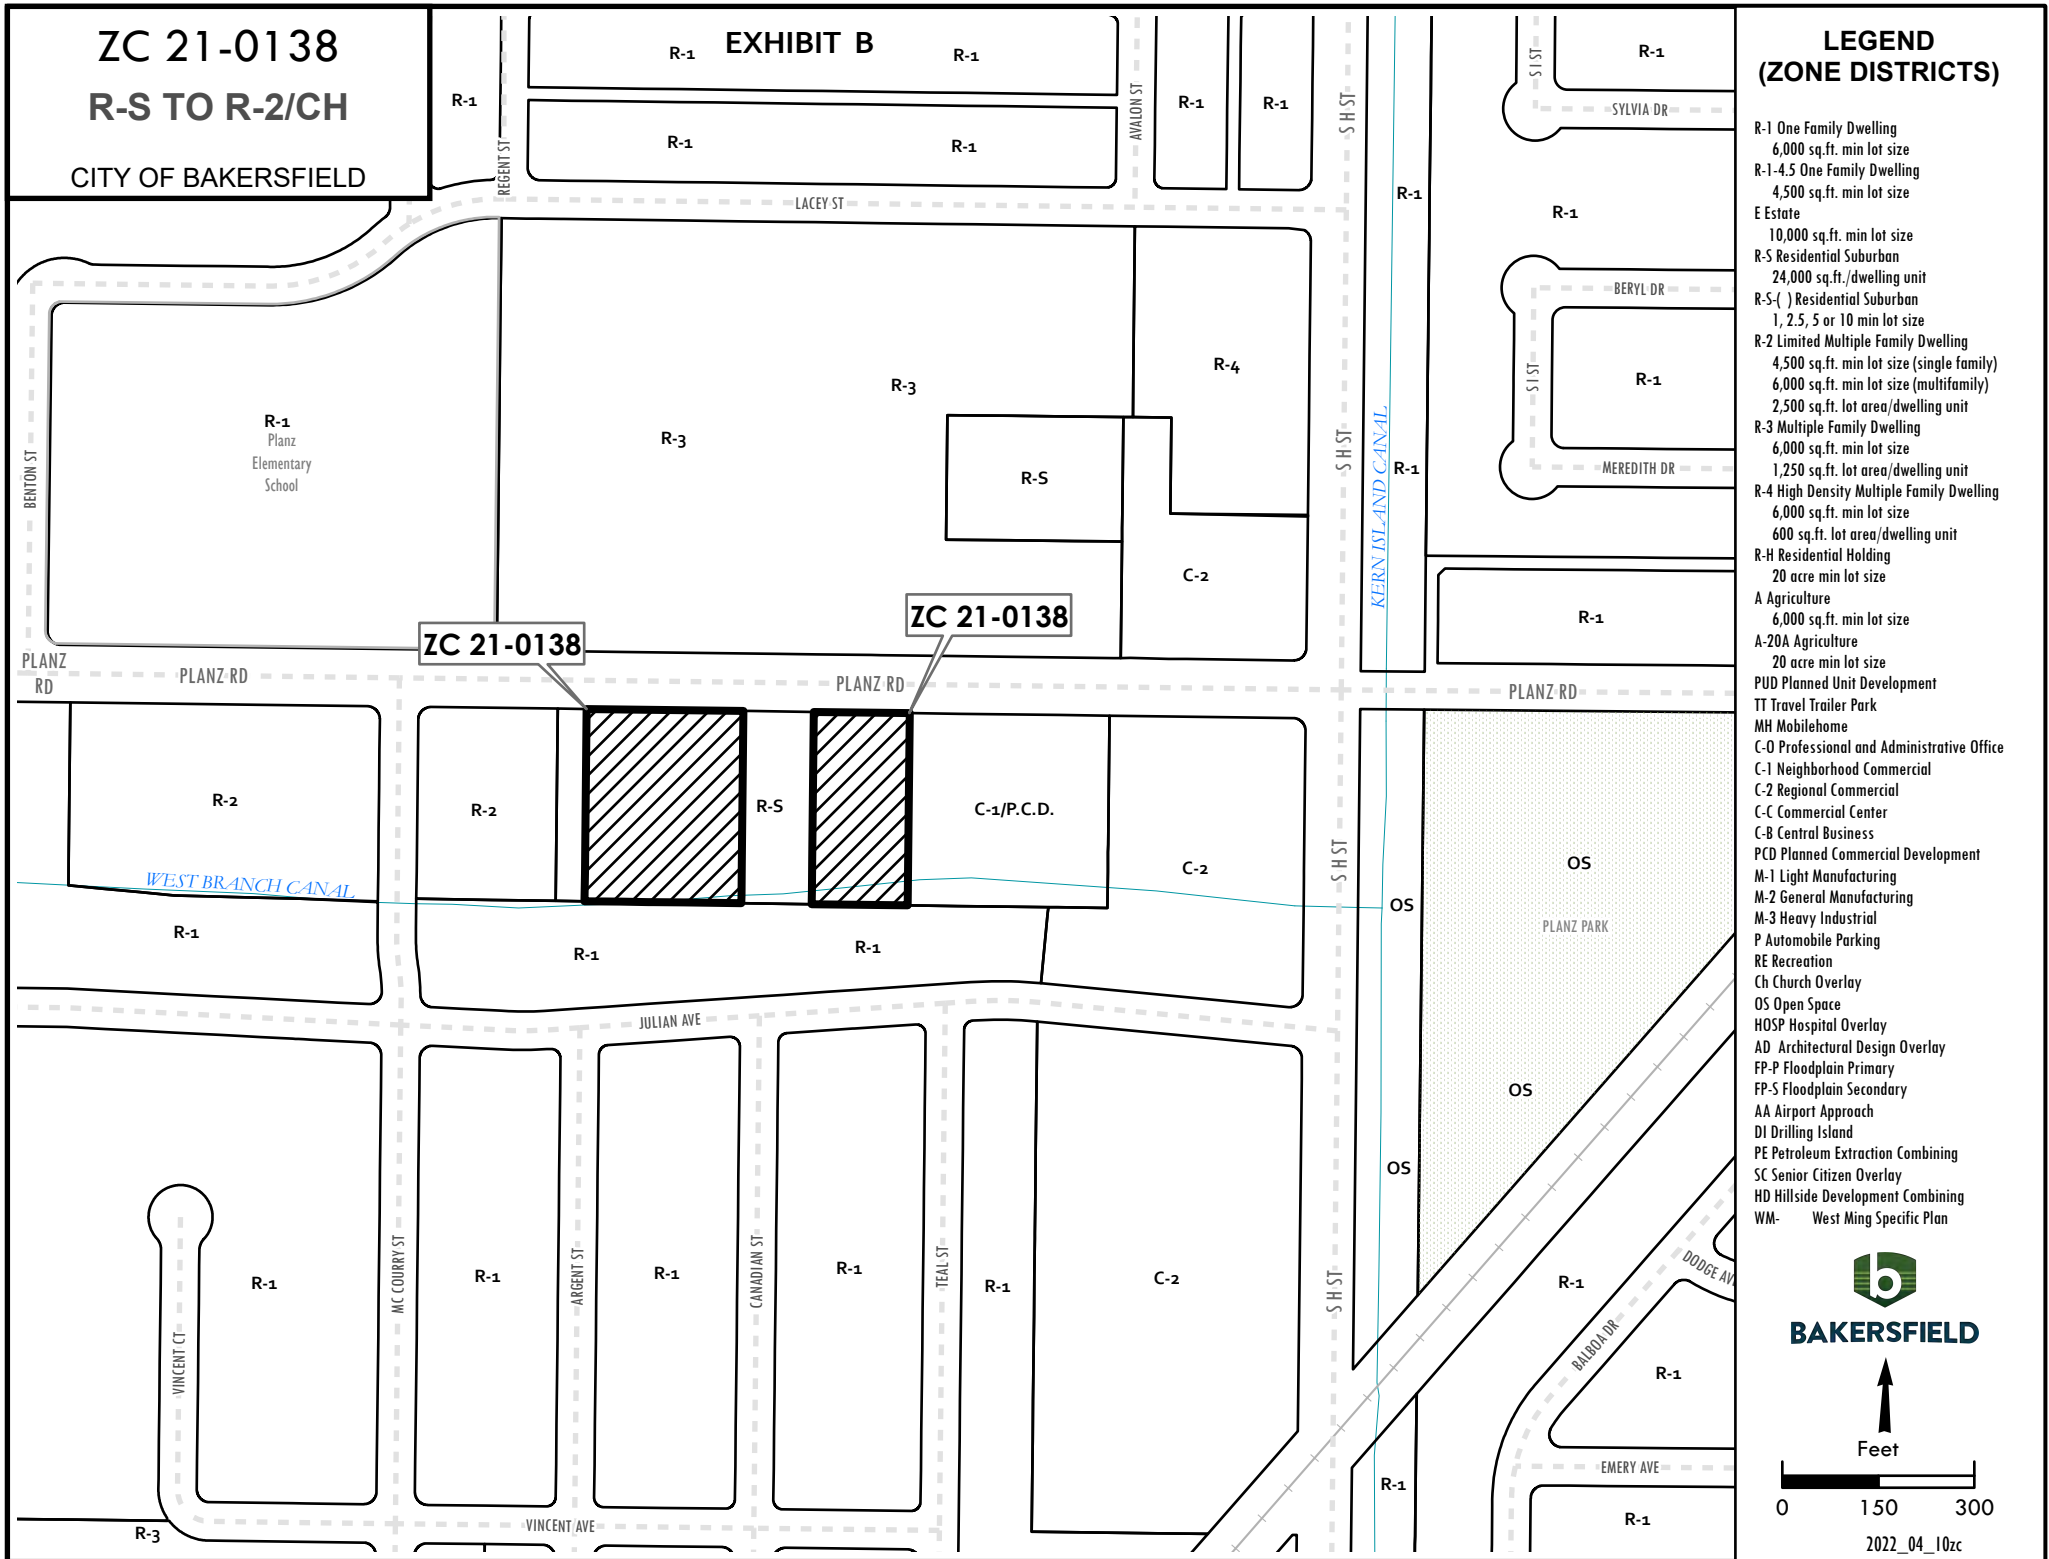 ZC 21-0138
R-S TO R-2/CH
CITY OF BAKERSFIELD
EXHIBIT B
R-1
R-1
R-1
R-1
R-1
R-1
R-1
R-1
REGENT ST
AVALON ST
S H ST
S I ST
SYLVIA DR
LACEY ST
R-1
R-1
BERYL DR
S I ST
R-1
MEREDITH DR
R-1
KERN ISLAND CANAL
S H ST
R-4
R-3
R-3
R-S
C-2
R-1
Planz
Elementary
School
BENTON ST
R-1
ZC 21-0138
ZC 21-0138
PLANZ
RD
PLANZ RD
PLANZ RD
PLANZ RD
R-2
R-2
R-S
C-1/P.C.D.
C-2
S H ST
OS
OS
PLANZ PARK
WEST BRANCH CANAL
R-1
R-1
R-1
JULIAN AVE
OS
OS
R-1
R-1
R-1
R-1
R-1
C-2
VINCENT CT
MC COURRY ST
ARGENT ST
CANADIAN ST
TEAL ST
S H ST
R-1
DODGE AV
BALBOA DR
R-1
EMERY AVE
R-1
R-1
R-3
VINCENT AVE
LEGEND
(ZONE DISTRICTS)
R-1 One Family Dwelling
6,000 sq.ft. min lot size
R-1-4.5 One Family Dwelling
4,500 sq.ft. min lot size
E Estate
10,000 sq.ft. min lot size
R-S Residential Suburban
24,000 sq.ft./dwelling unit
R-S-( ) Residential Suburban
1, 2.5, 5 or 10 min lot size
R-2 Limited Multiple Family Dwelling
4,500 sq.ft. min lot size (single family)
6,000 sq.ft. min lot size (multifamily)
2,500 sq.ft. lot area/dwelling unit
R-3 Multiple Family Dwelling
6,000 sq.ft. min lot size
1,250 sq.ft. lot area/dwelling unit
R-4 High Density Multiple Family Dwelling
6,000 sq.ft. min lot size
600 sq.ft. lot area/dwelling unit
R-H Residential Holding
20 acre min lot size
A Agriculture
6,000 sq.ft. min lot size
A-20A Agriculture
20 acre min lot size
PUD Planned Unit Development
TT Travel Trailer Park
MH Mobilehome
C-O Professional and Administrative Office
C-1 Neighborhood Commercial
C-2 Regional Commercial
C-C Commercial Center
C-B Central Business
PCD Planned Commercial Development
M-1 Light Manufacturing
M-2 General Manufacturing
M-3 Heavy Industrial
P Automobile Parking
RE Recreation
Ch Church Overlay
OS Open Space
HOSP Hospital Overlay
AD Architectural Design Overlay
FP-P Floodplain Primary
FP-S Floodplain Secondary
AA Airport Approach
DI Drilling Island
PE Petroleum Extraction Combining
SC Senior Citizen Overlay
HD Hillside Development Combining
WM- West Ming Specific Plan
b
BAKERSFIELD
Feet
0 150 300
2022_04_10zc